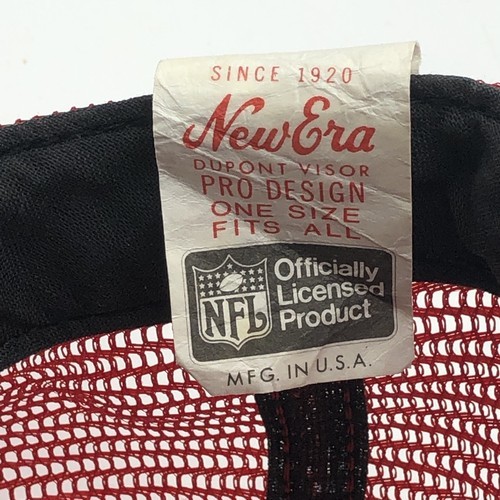 SINCE 1920
New Era
DUPONT VISOR
PRO DESIGN
ONE SIZE
FITS ALL
NFL
Officially
Licensed
Product
MFG. IN U.S.A.